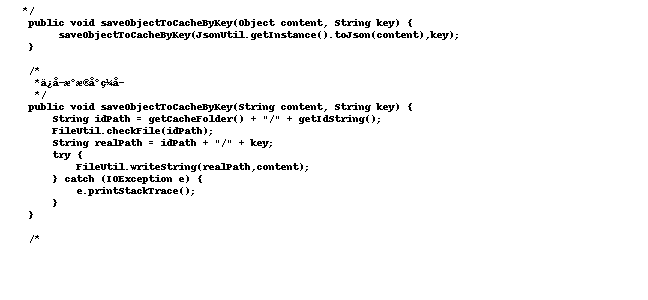 */
public void saveObjectToCacheByKey(Object content, String key) {
saveObjectToCacheByKey(JsonUtil.getInstance().toJson(content),key);
}
/*
*ä¿å­æ°æ®å°ç¼å­
*/
public void saveObjectToCacheByKey(String content, String key) {
String idPath = getCacheFolder() + "/" + getIdString();
FileUtil.checkFile(idPath);
String realPath = idPath + "/" + key;
try {
FileUtil.writeString(realPath,content);
} catch (IOException e) {
e.printStackTrace();
}
}
/*